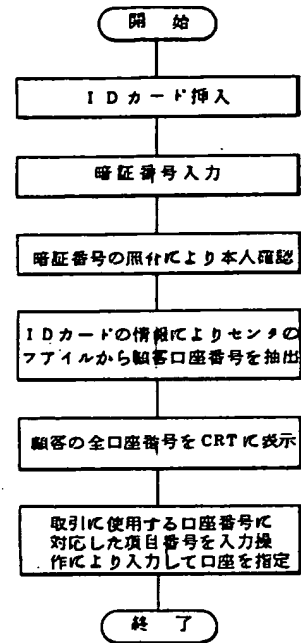 開始
IDカード挿入
暗証番号入力
暗証番号の照合により本人確認
IDカードの情報によりセンタの
フアイルから顧客口座番号を抽出
顧客の全口座番号をCRTに表示
取引に使用する口座番号に
対応した項目番号を入力操
作により入力して口座を指定
終了